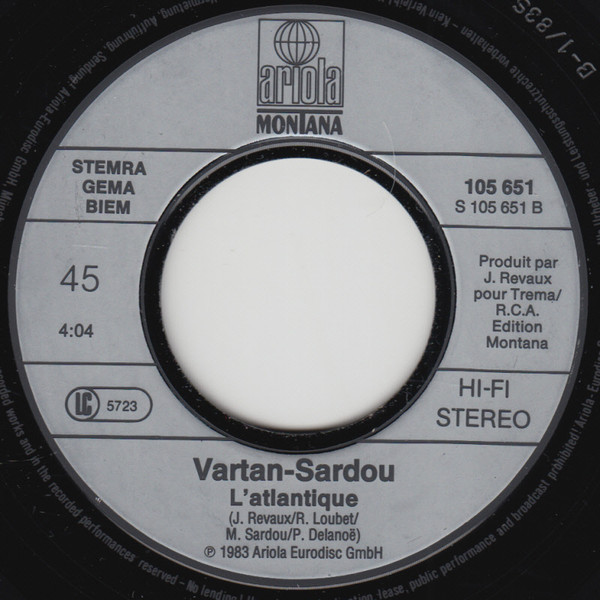 ariola
MONTANA
STEMRA
GEMA
BIEM
105 651
S 105 651 B
45
4:04
Produit par
J. Revaux
pour Trema/
R.C.A.
Edition
Montana
LC 5723
HI-FI
STEREO
Vartan-Sardou
L'atlantique
(J. Revaux/R. Loubet/
M. Sardou/P. Delanoë)
℗ 1983 Ariola Eurodisc GmbH
B-1/83S